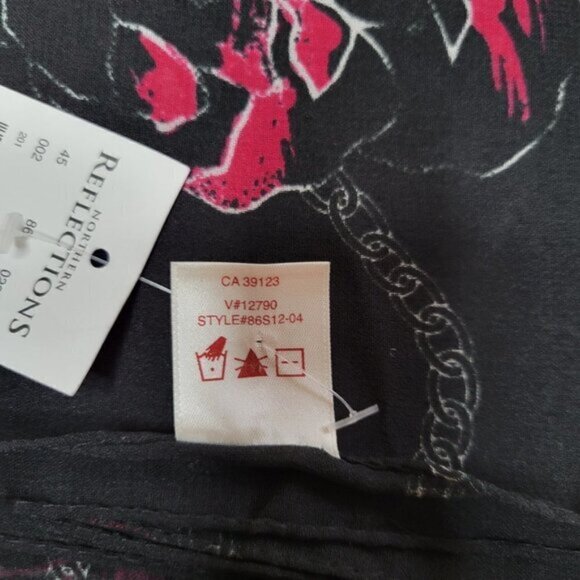 NORTHERN
REFLECTIONS
45
002
201
86
CA 39123
V#12790
STYLE#86S12-04